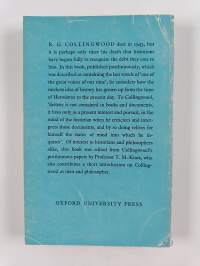 R. G. COLLINGWOOD died in 1943, but
it is perhaps only since his death that historians
have begun fully to recognize the debt they owe to
him. In this book, published posthumously, which
was described as containing the last words of 'one of
the great voices of our time', he considers how the
modern idea of history has grown up from the time
of Herodotus to the present day. To Collingwood,
'history is not contained in books and documents,
it lives only as a present interest and pursuit, in the
mind of the historian when he criticizes and inter-
prets those documents, and by so doing relives for
himself the states of mind into which he in-
quires'. Of interest to historians and philosophers
alike, this book was edited from Collingwood's
posthumous papers by Professor T. M. Knox, who
also contributes a short introduction on Colling-
wood as man and philosopher.
OXFORD UNIVERSITY PRESS